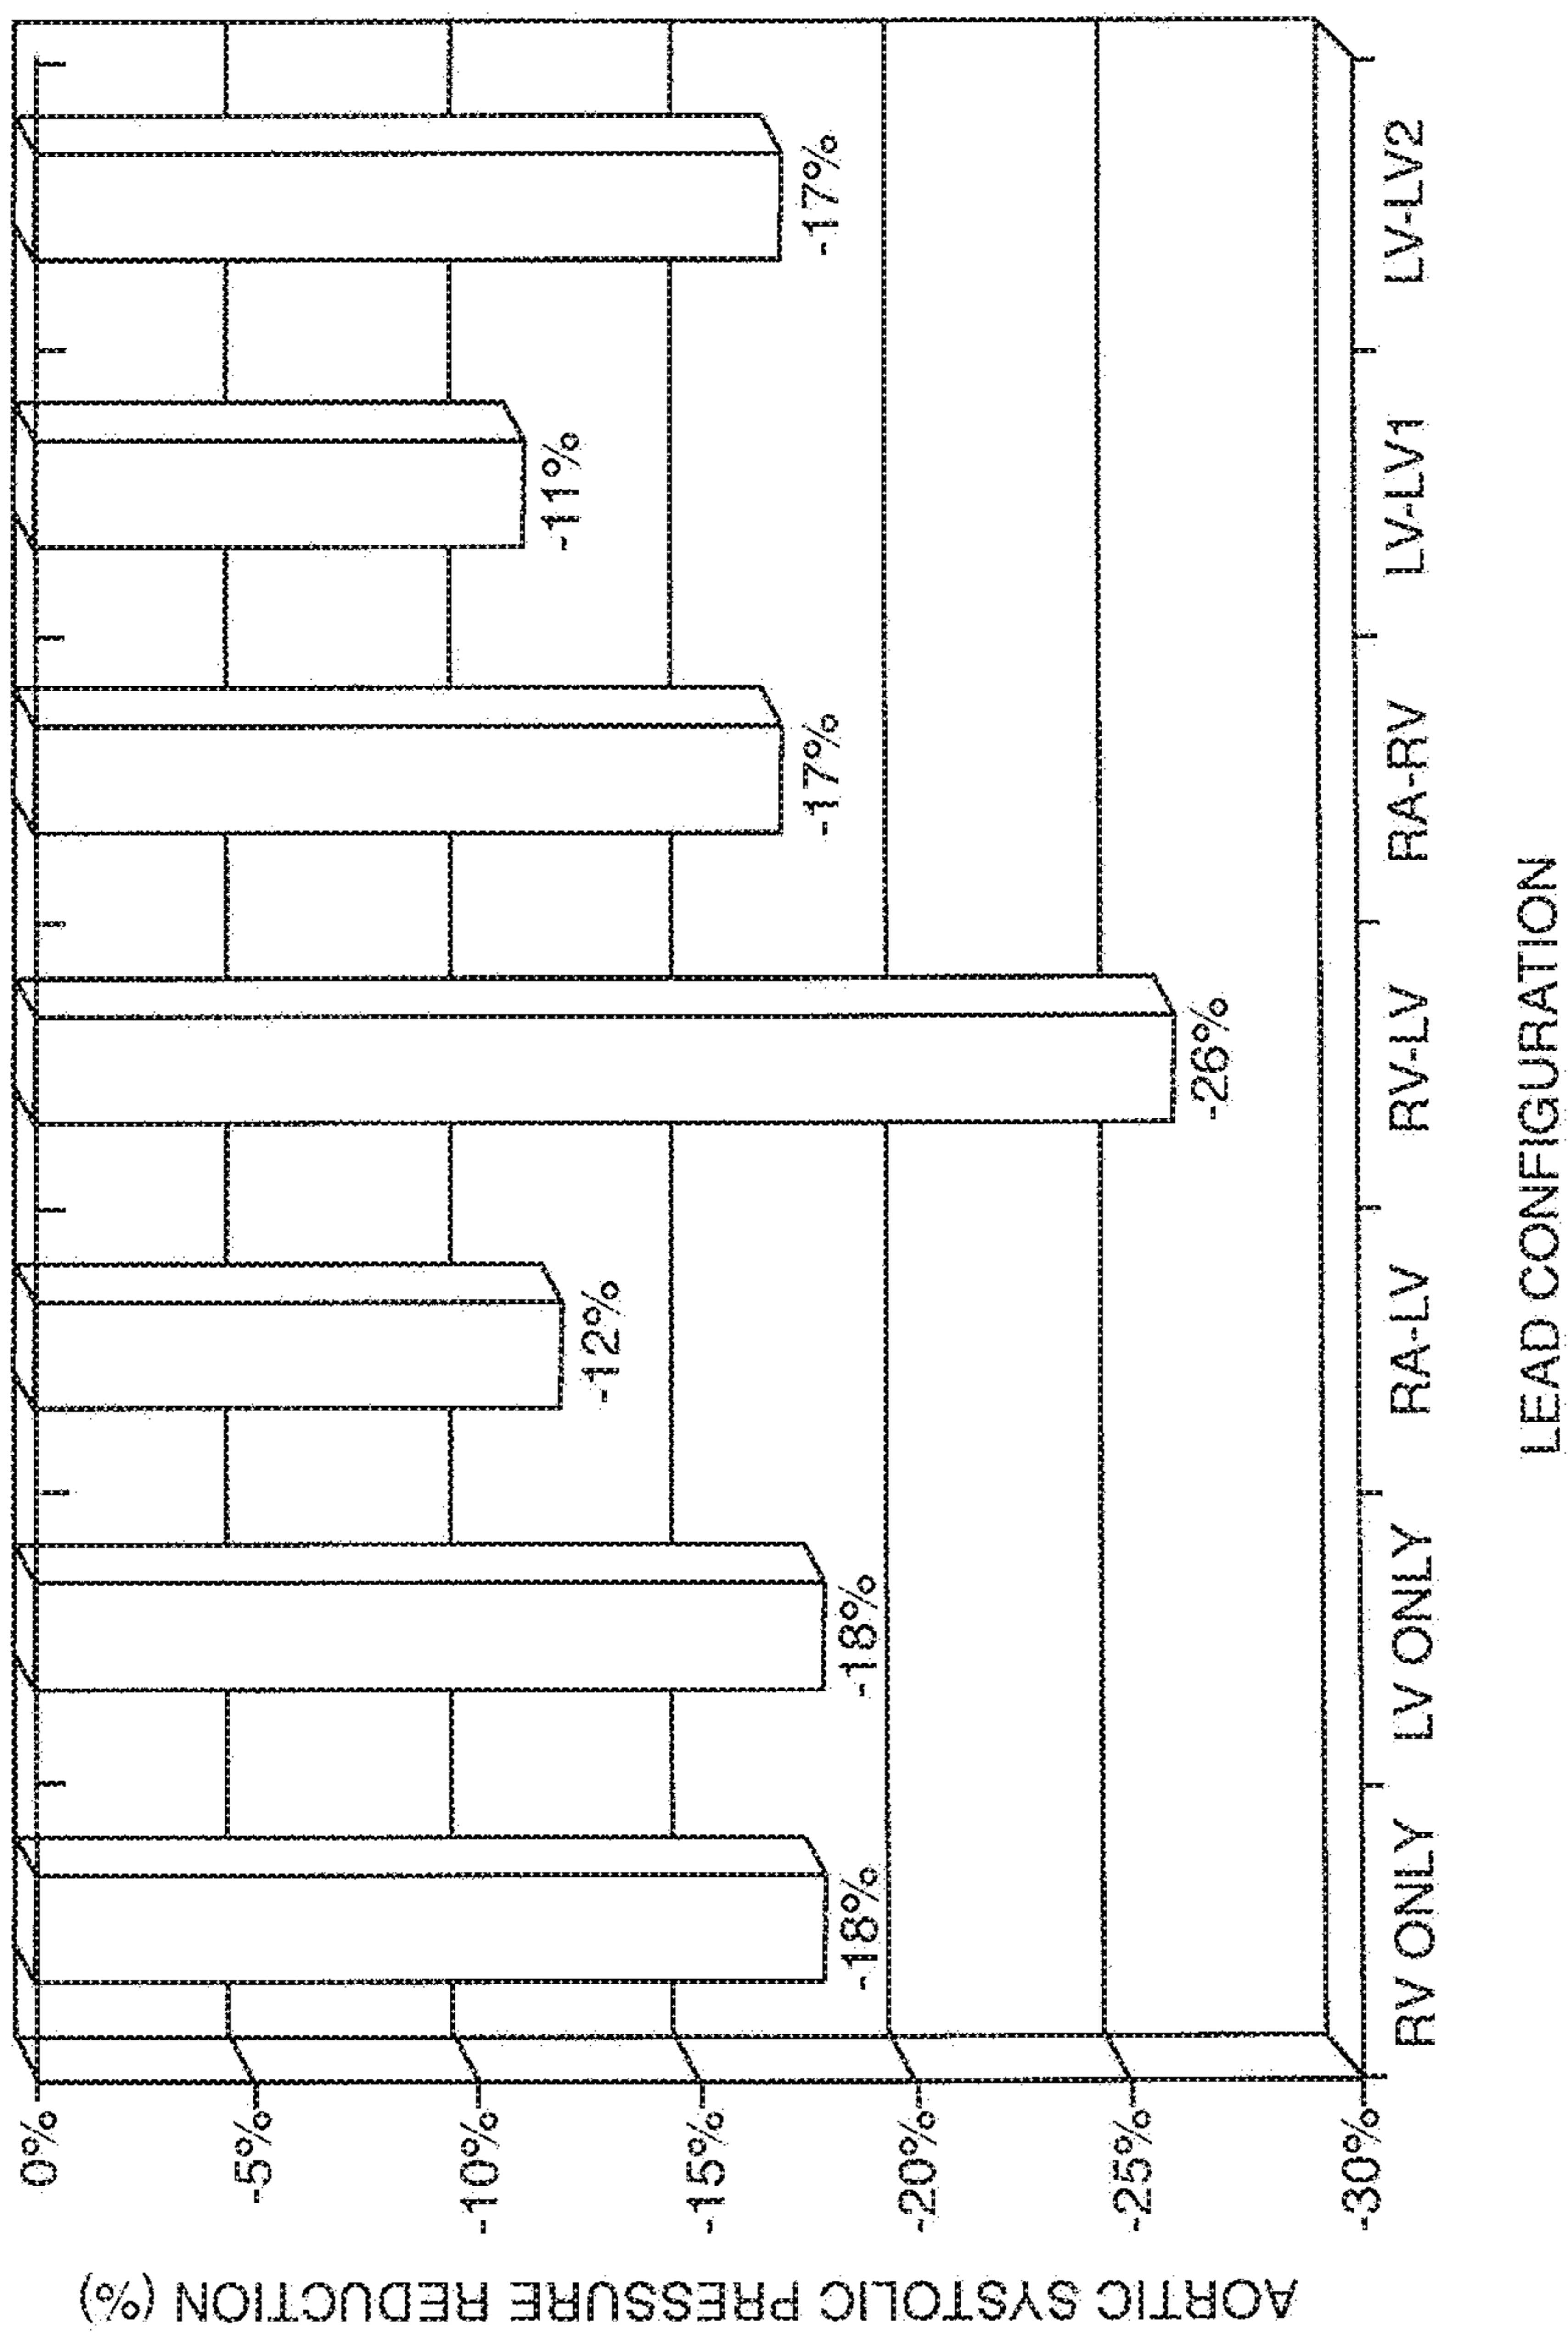 AORTIC SYSTOLIC PRESSURE REDUCTION (%)
0%
-5%
-10%
-15%
-20%
-25%
-30%
-18%
-18%
-12%
-26%
-17%
-11%
-17%
RV ONLY
LV ONLY
RA-LV
RV-LV
RA-RV
LV-LV1
LV-LV2
LEAD CONFIGURATION